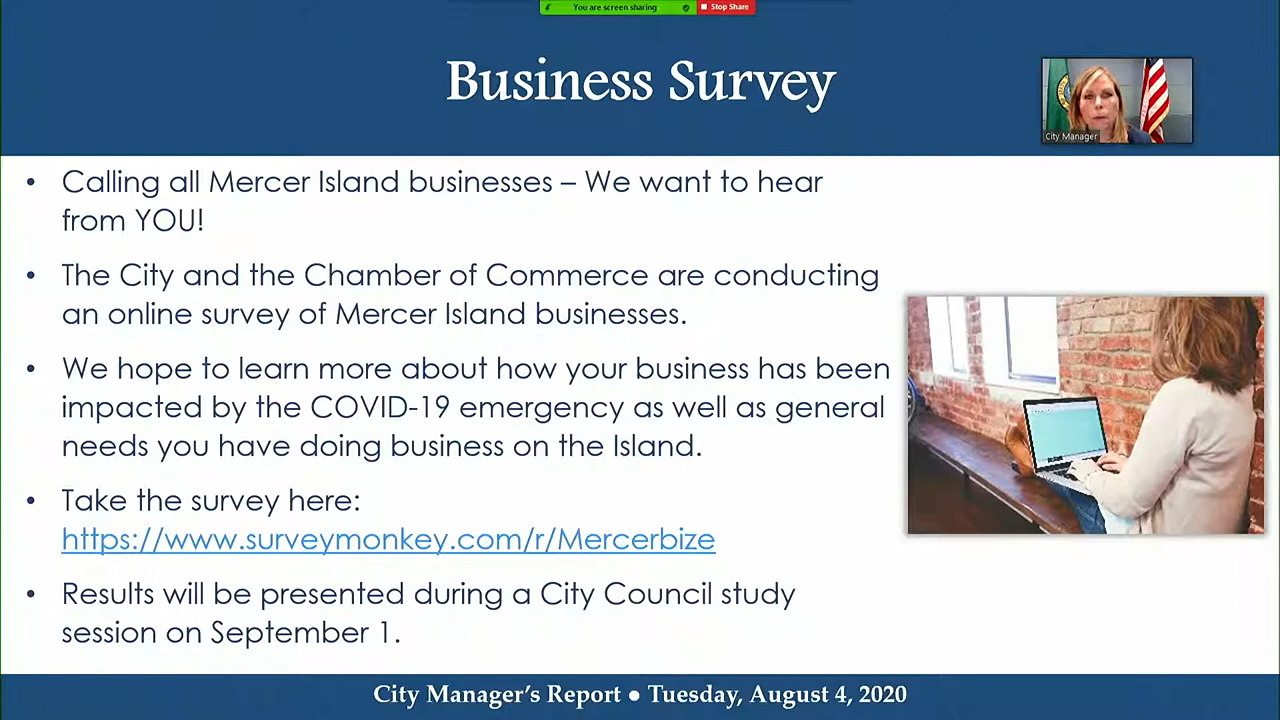 You are screen sharing
Stop Share
Business Survey
City Manager
• Calling all Mercer Island businesses – We want to hear
from YOU!
• The City and the Chamber of Commerce are conducting
an online survey of Mercer Island businesses.
• We hope to learn more about how your business has been
impacted by the COVID-19 emergency as well as general
needs you have doing business on the Island.
• Take the survey here:
https://www.surveymonkey.com/r/Mercerbize
• Results will be presented during a City Council study
session on September 1.
City Manager’s Report ● Tuesday, August 4, 2020